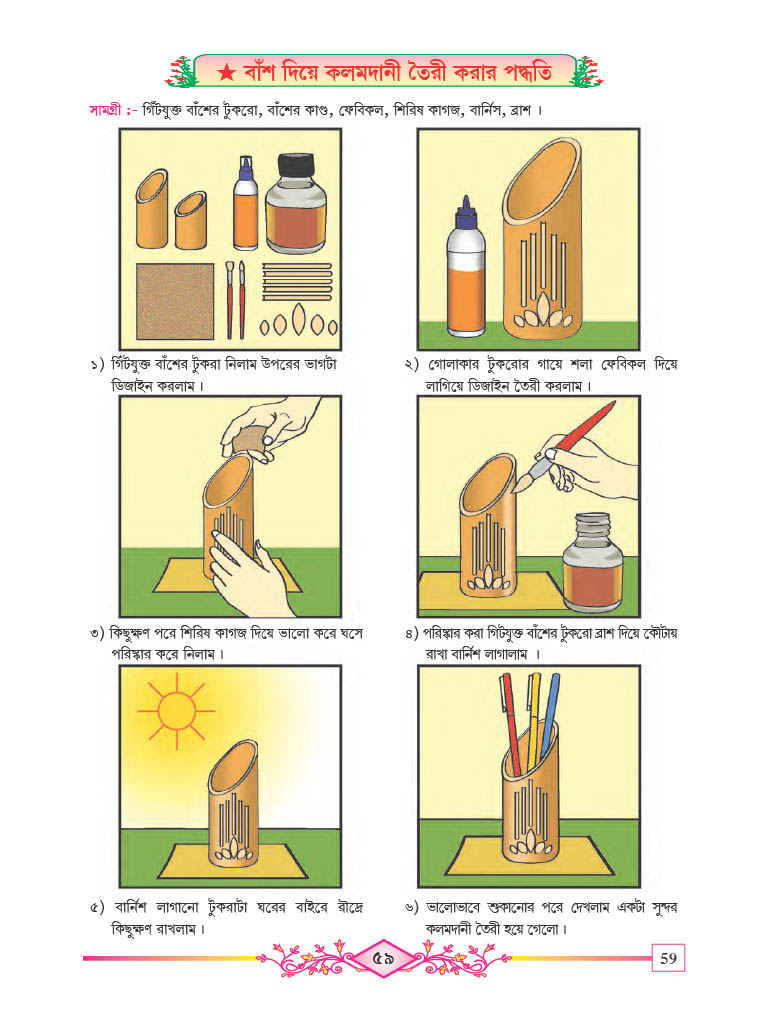 ★ বাঁশ দিয়ে কলমদানী তৈরী করার পদ্ধতি
সামগ্রী :- গিঁটযুক্ত বাঁশের টুকরো, বাঁশের কাণ্ড, ফেবিকল, শিরিষ কাগজ, বার্নিস, ব্রাশ ।
১) গিঁটযুক্ত বাঁশের টুকরা নিলাম উপরের ভাগটা
ডিজাইন করলাম ।
২) গোলাকার টুকরোর গায়ে শলা ফেবিকল দিয়ে
লাগিয়ে ডিজাইন তৈরী করলাম ।
৩) কিছুক্ষণ পরে শিরিষ কাগজ দিয়ে ভালো করে ঘসে
পরিষ্কার করে নিলাম ।
৪) পরিষ্কার করা গিটযুক্ত বাঁশের টুকরো ব্রাশ দিয়ে কৌটায়
রাখা বার্নিশ লাগালাম ।
৫) বার্নিশ লাগানো টুকরাটা ঘরের বাইরে রৌদ্রে
কিছুক্ষণ রাখলাম ।
৬) ভালোভাবে শুকানোর পরে দেখলাম একটা সুন্দর
কলমদানী তৈরী হয়ে গেলো ।
৫৯
59